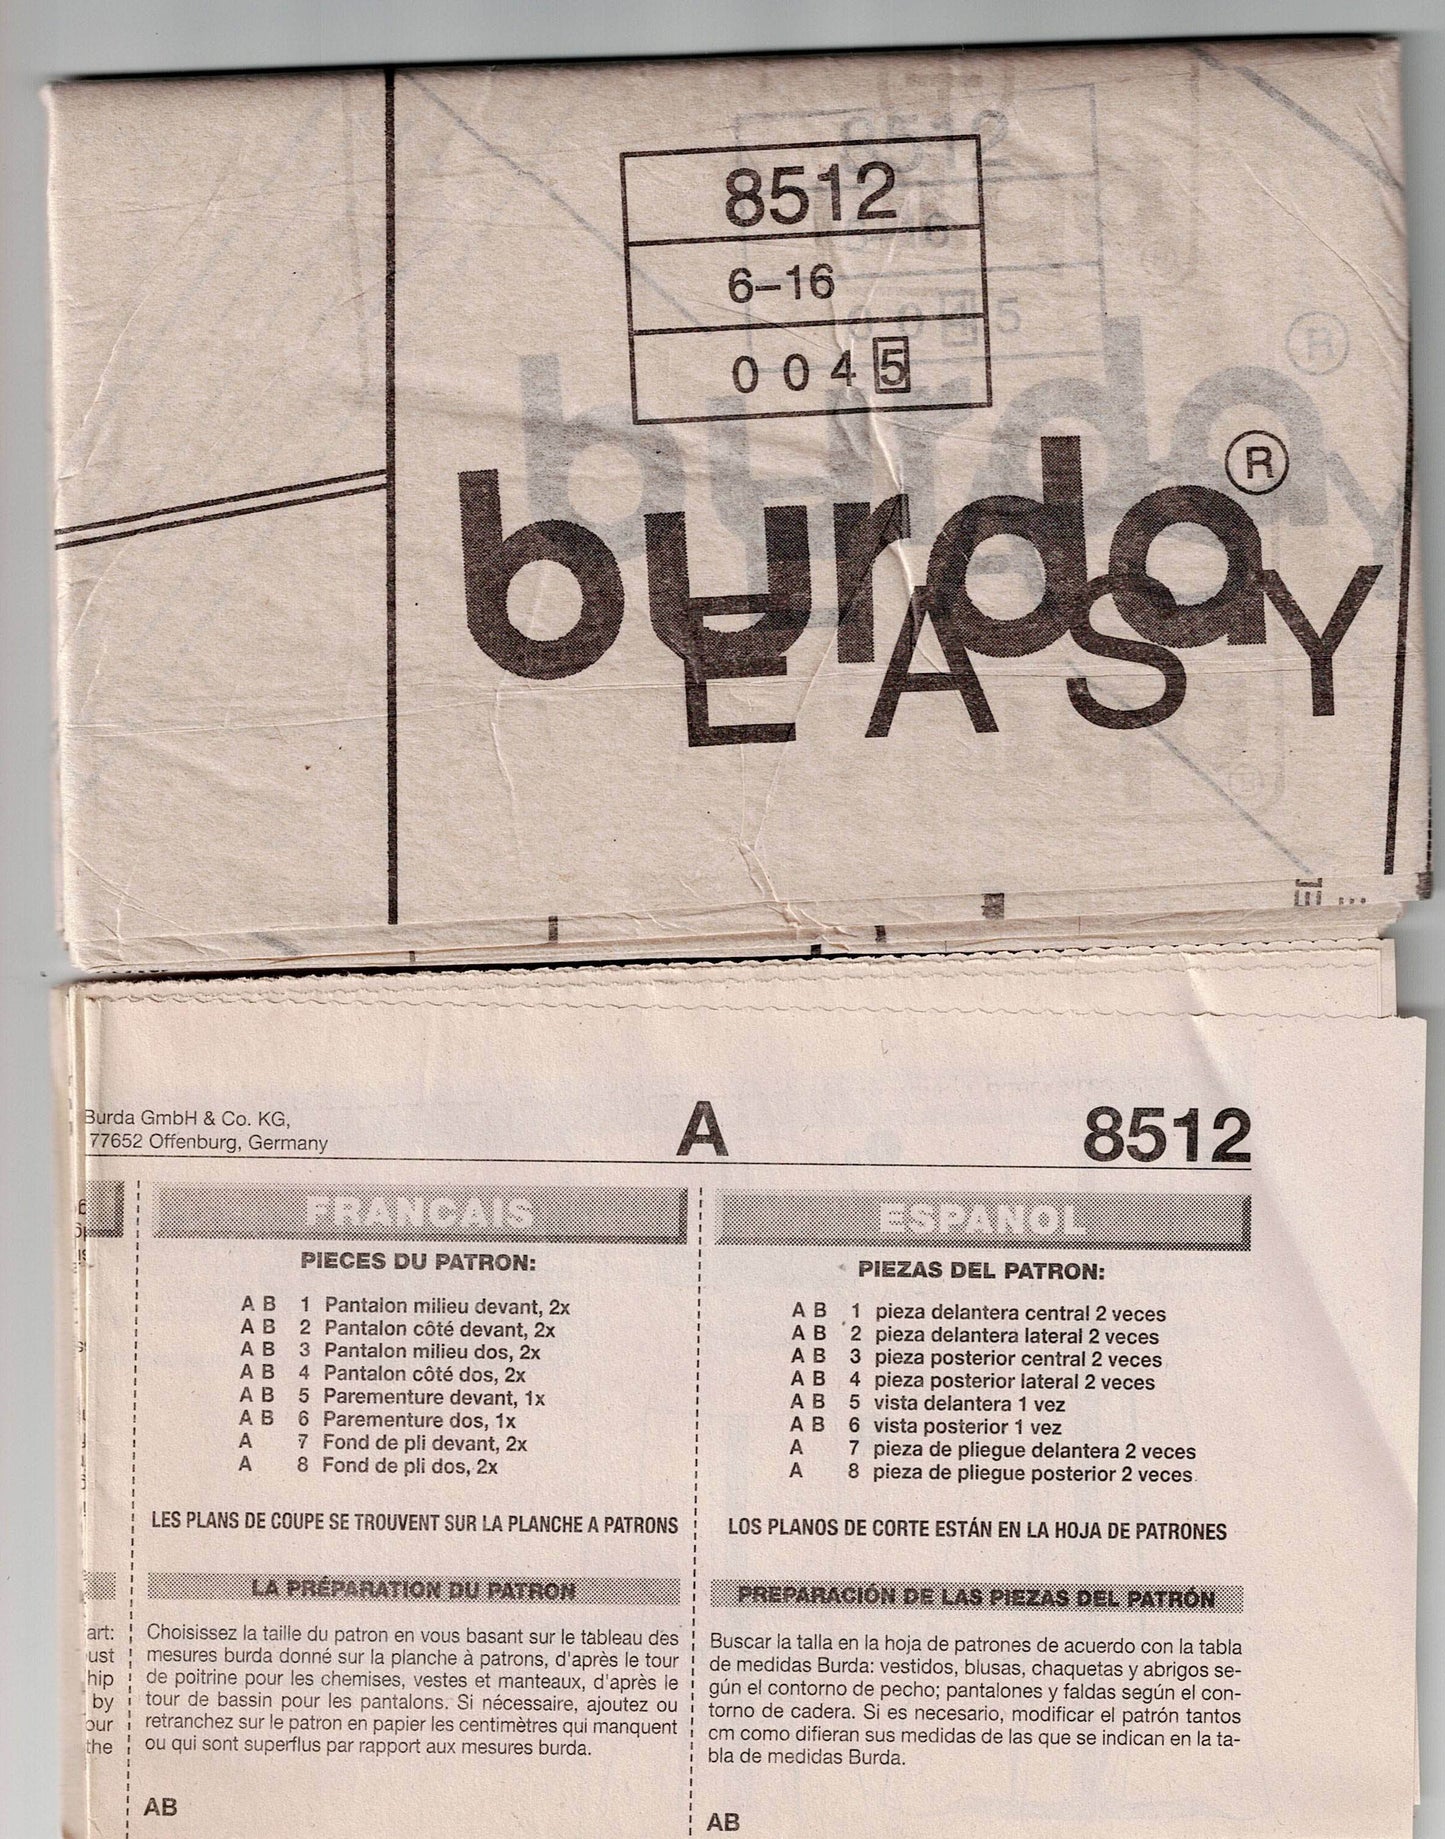 8512
6–16
0 0 4 5
burda®
EASY
Burda GmbH & Co. KG,
77652 Offenburg, Germany
A
8512
FRANCAIS
PIECES DU PATRON:
A B 1 Pantalon milieu devant, 2x
A B 2 Pantalon côté devant, 2x
A B 3 Pantalon milieu dos, 2x
A B 4 Pantalon côté dos, 2x
A B 5 Parementure devant, 1x
A B 6 Parementure dos, 1x
A 7 Fond de pli devant, 2x
A 8 Fond de pli dos, 2x
LES PLANS DE COUPE SE TROUVENT SUR LA PLANCHE A PATRONS
LA PRÉPARATION DU PATRON
Choisissez la taille du patron en vous basant sur le tableau des
mesures burda donné sur la planche à patrons, d'après le tour
de poitrine pour les chemises, vestes et manteaux, d'après le
tour de bassin pour les pantalons. Si nécessaire, ajoutez ou
retranchez sur le patron en papier les centimètres qui manquent
ou qui sont superflus par rapport aux mesures burda.
AB
ESPANOL
PIEZAS DEL PATRON:
A B 1 pieza delantera central 2 veces
A B 2 pieza delantera lateral 2 veces
A B 3 pieza posterior central 2 veces
A B 4 pieza posterior lateral 2 veces
A B 5 vista delantera 1 vez
A B 6 vista posterior 1 vez
A 7 pieza de pliegue delantera 2 veces
A 8 pieza de pliegue posterior 2 veces
LOS PLANOS DE CORTE ESTÁN EN LA HOJA DE PATRONES
PREPARACIÓN DE LAS PIEZAS DEL PATRÓN
Buscar la talla en la hoja de patrones de acuerdo con la tabla
de medidas Burda: vestidos, blusas, chaquetas y abrigos se-
gún el contorno de pecho; pantalones y faldas según el con-
torno de cadera. Si es necesario, modificar el patrón tantos
cm como difieran sus medidas de las que se indican en la ta-
bla de medidas Burda.
AB
art:
ust
hip
by
our
the